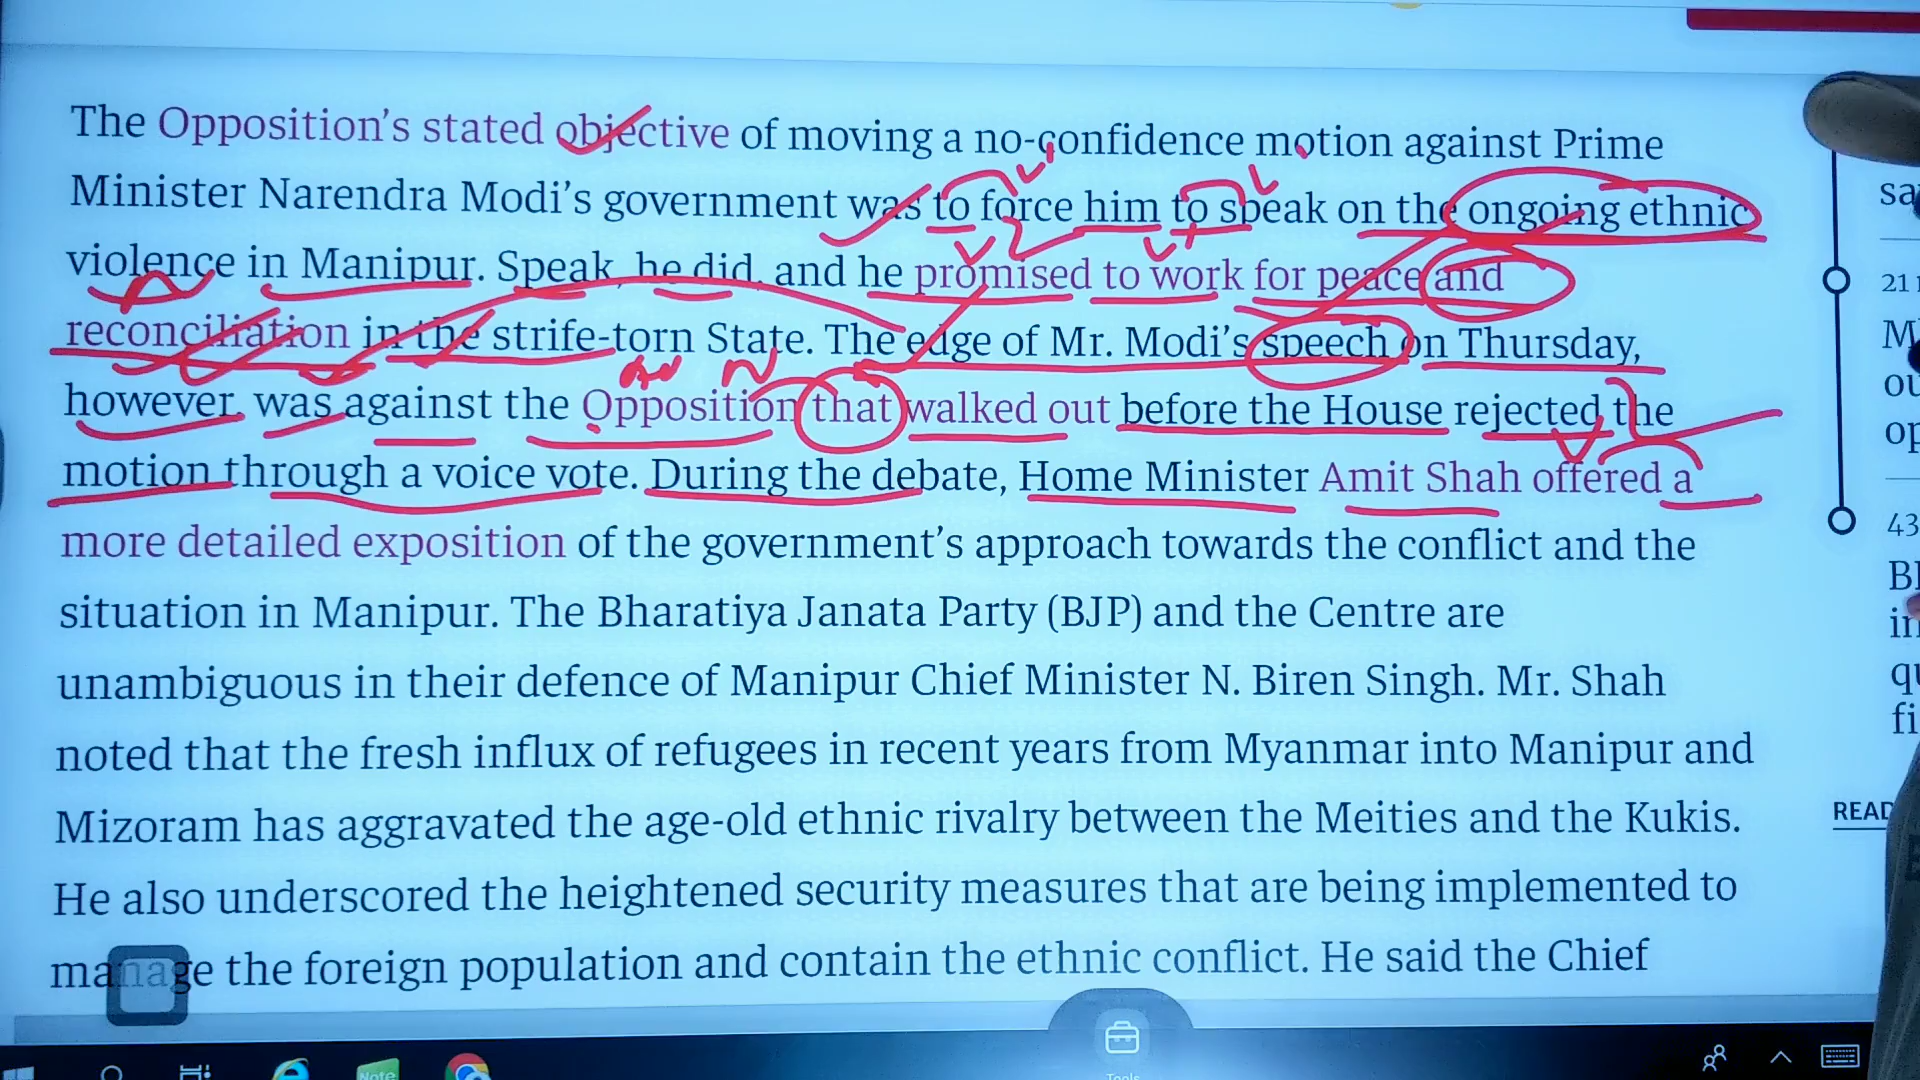 The Opposition’s stated objective of moving a no-confidence motion against Prime
Minister Narendra Modi’s government was to force him to speak on the ongoing ethnic
violence in Manipur. Speak, he did, and he promised to work for peace and
reconciliation in the strife-torn State. The edge of Mr. Modi’s speech on Thursday,
however, was against the Opposition that walked out before the House rejected the
motion through a voice vote. During the debate, Home Minister Amit Shah offered a
more detailed exposition of the government’s approach towards the conflict and the
situation in Manipur. The Bharatiya Janata Party (BJP) and the Centre are
unambiguous in their defence of Manipur Chief Minister N. Biren Singh. Mr. Shah
noted that the fresh influx of refugees in recent years from Myanmar into Manipur and
Mizoram has aggravated the age-old ethnic rivalry between the Meities and the Kukis.
He also underscored the heightened security measures that are being implemented to
manage the foreign population and contain the ethnic conflict. He said the Chief
21
43
READ
Note
Tools